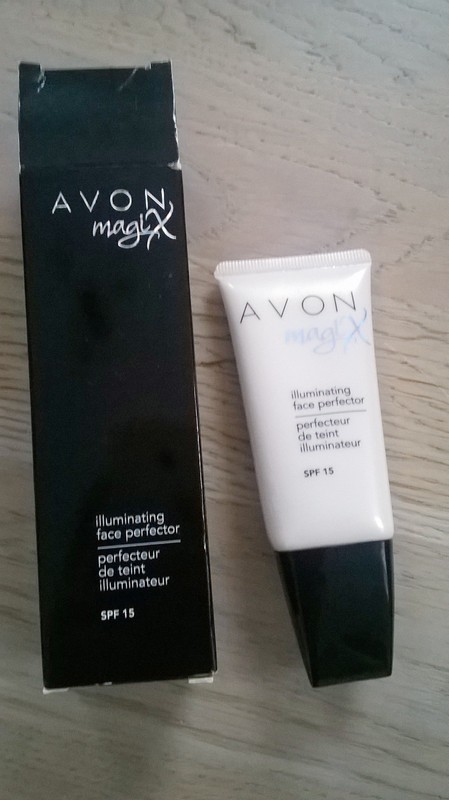 AVON
magiX
illuminating
face perfector
perfecteur
de teint
illuminateur
SPF 15
AVON
magiX
illuminating
face perfector
perfecteur
de teint
illuminateur
SPF 15